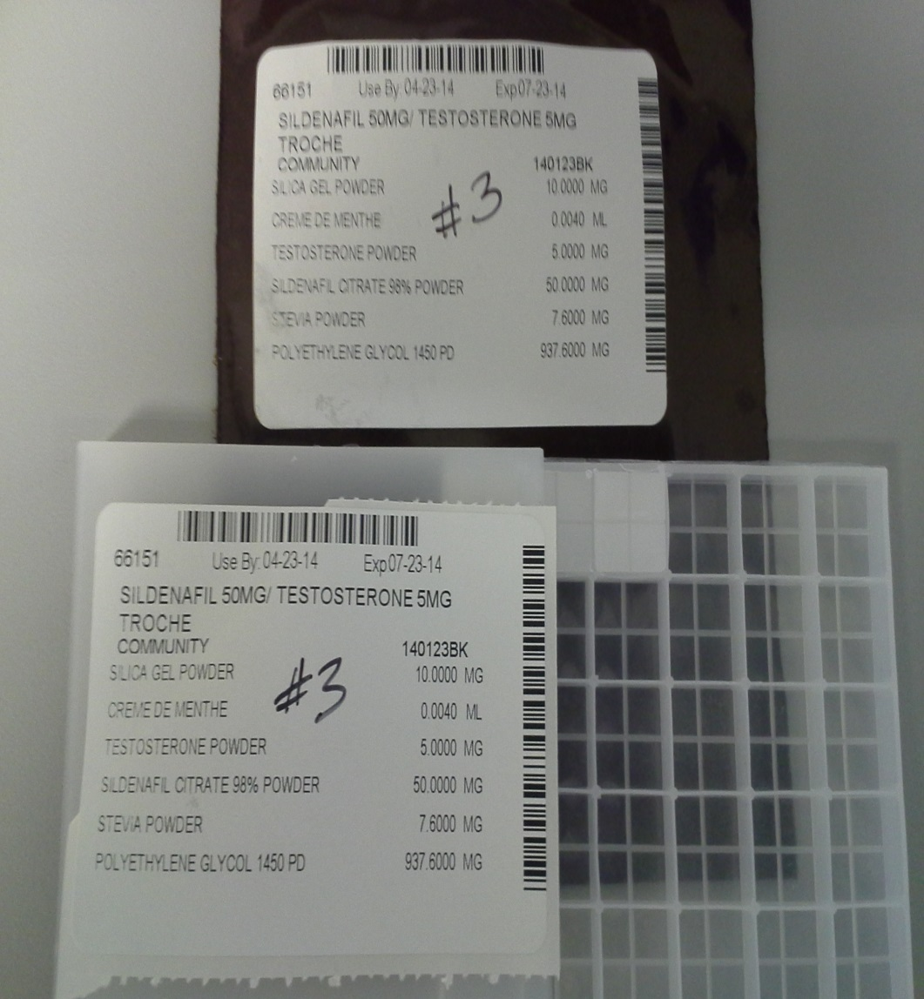 66151 Use By: 04-23-14 Exp07-23-14
SILDENAFIL 50MG/ TESTOSTERONE 5MG
TROCHE
COMMUNITY 140123BK
#3
SILICA GEL POWDER 10.0000 MG
CREME DE MENTHE 0.0040 ML
TESTOSTERONE POWDER 5.0000 MG
SILDENAFIL CITRATE 98% POWDER 50.0000 MG
STEVIA POWDER 7.6000 MG
POLYETHYLENE GLYCOL 1450 PD 937.6000 MG
66151 Use By: 04-23-14 Exp07-23-14
SILDENAFIL 50MG/ TESTOSTERONE 5MG
TROCHE
COMMUNITY 140123BK
#3
SILICA GEL POWDER 10.0000 MG
CREME DE MENTHE 0.0040 ML
TESTOSTERONE POWDER 5.0000 MG
SILDENAFIL CITRATE 98% POWDER 50.0000 MG
STEVIA POWDER 7.6000 MG
POLYETHYLENE GLYCOL 1450 PD 937.6000 MG